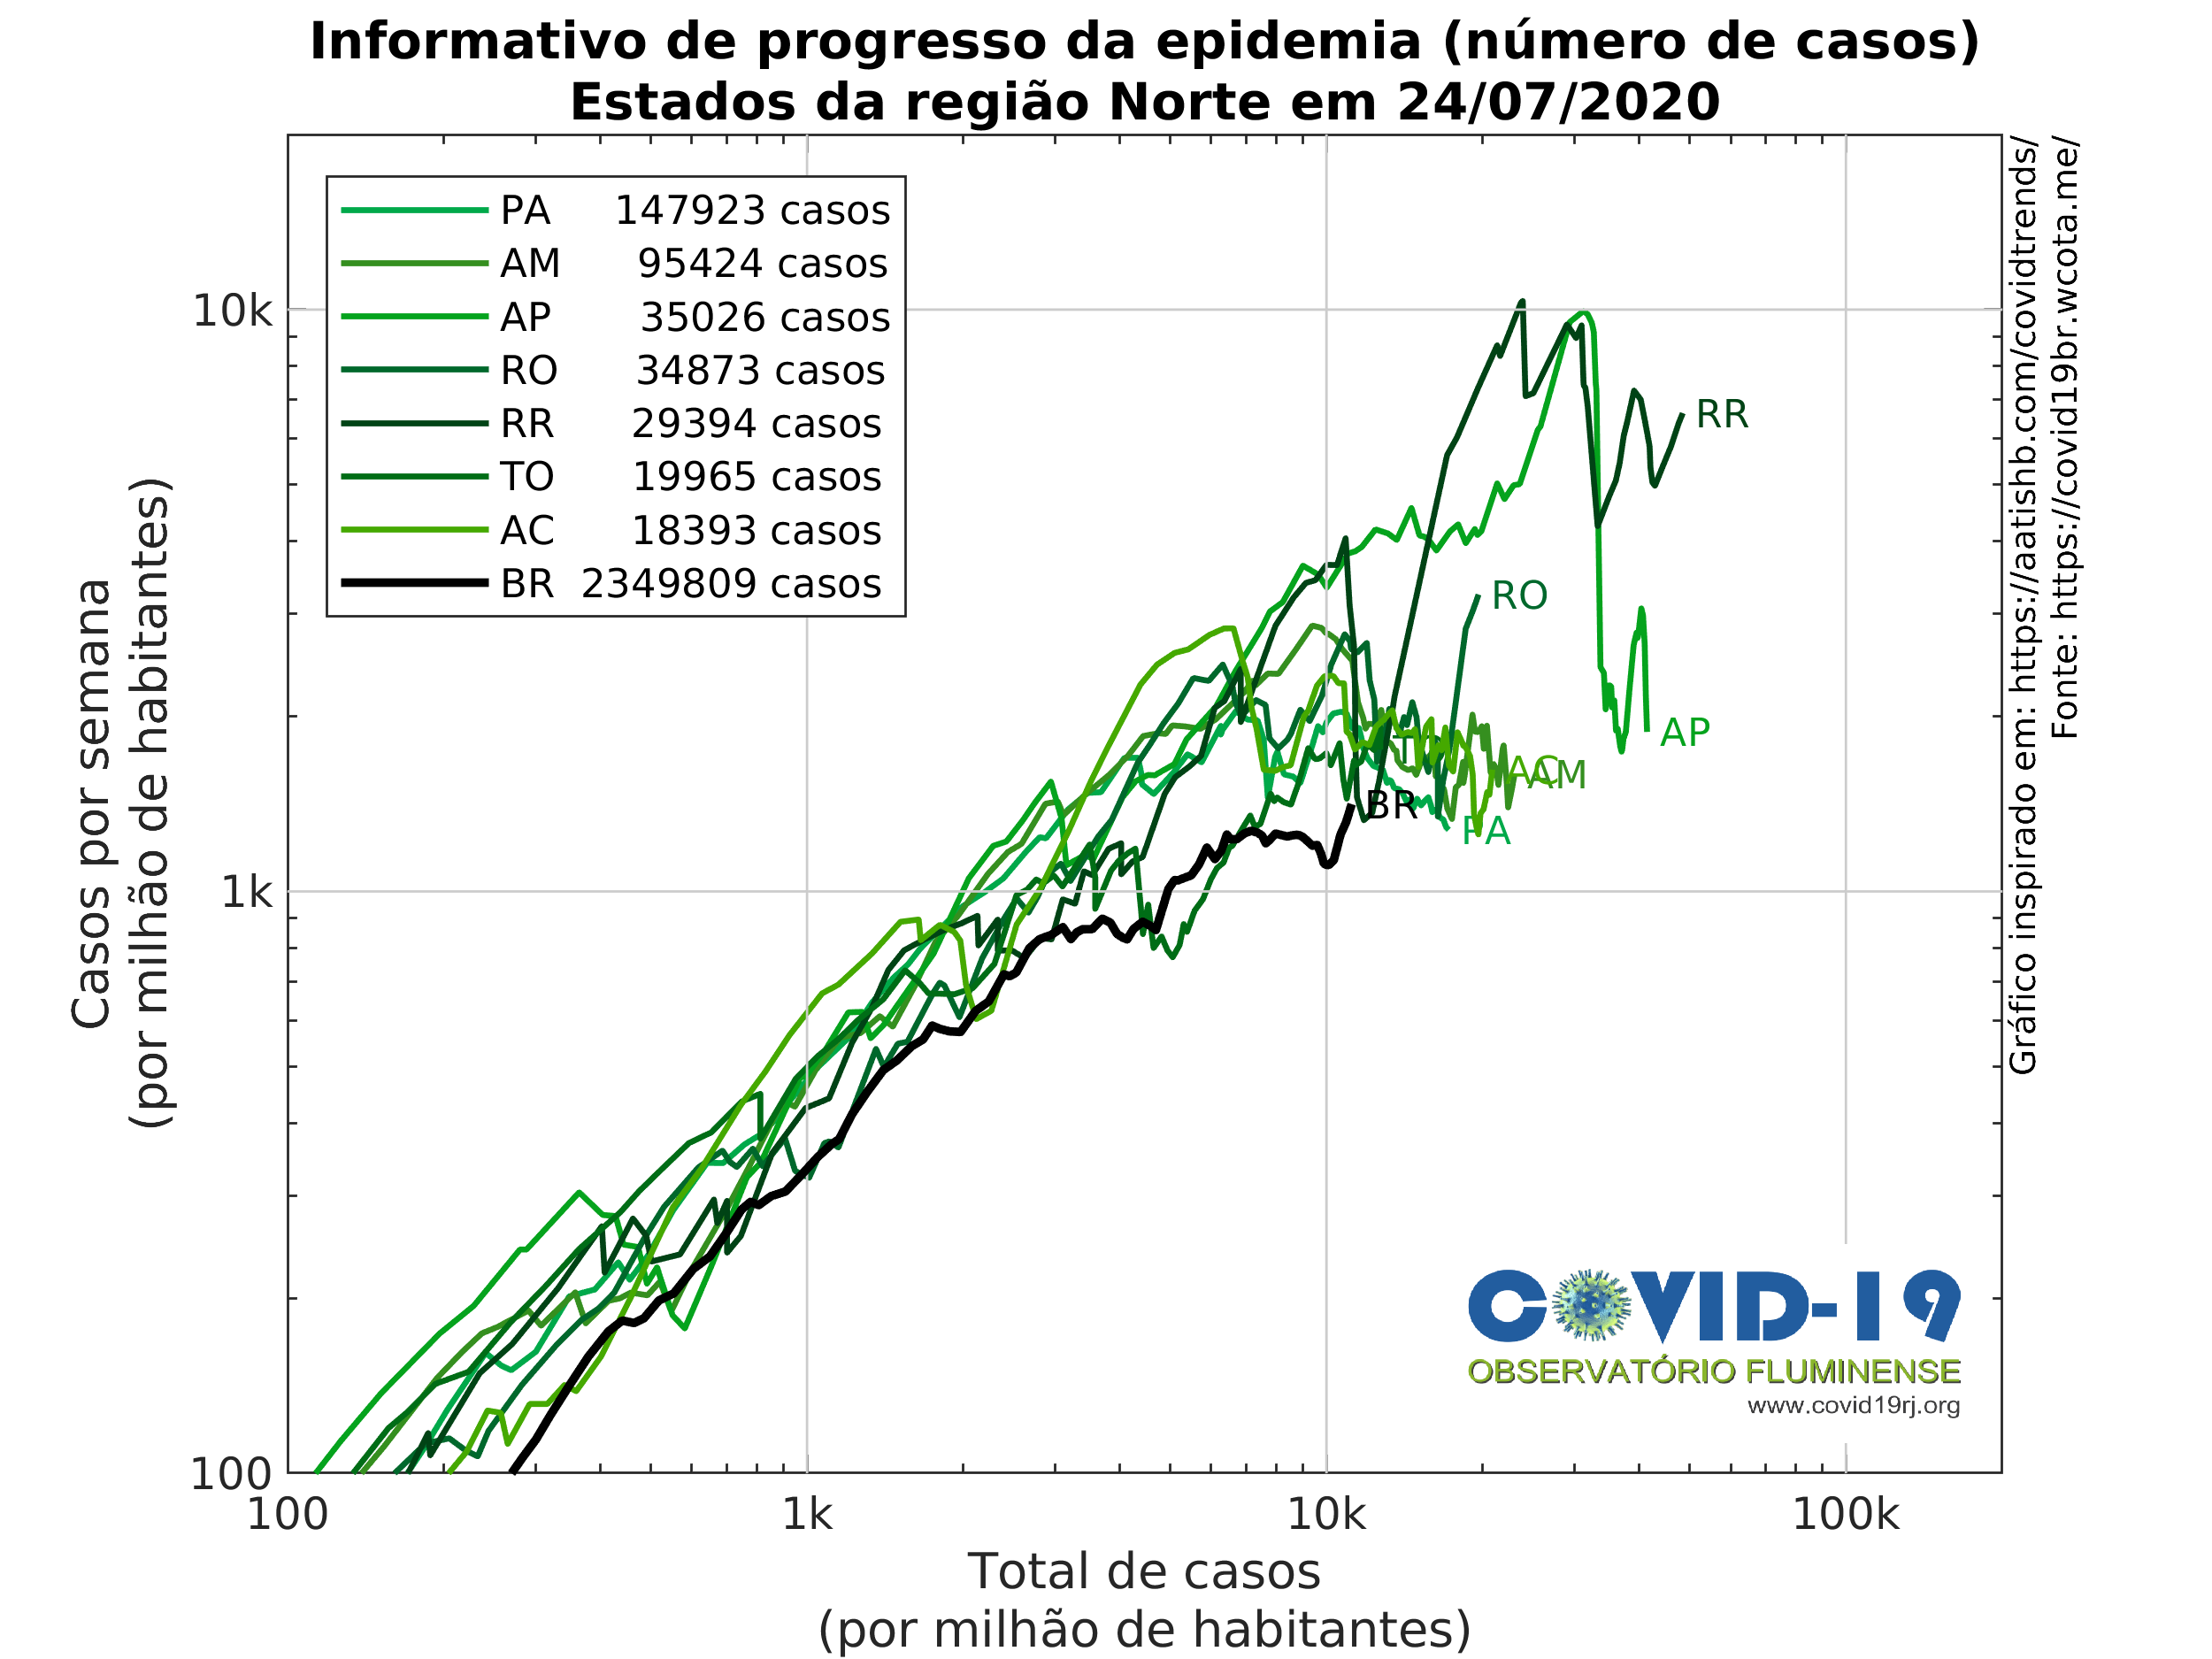 Informativo de progresso da epidemia (número de casos)
Estados da região Norte em 24/07/2020
PA 147923 casos
AM 95424 casos
AP 35026 casos
RO 34873 casos
RR 29394 casos
TO 19965 casos
AC 18393 casos
BR 2349809 casos
10k
1k
100
Casos por semana
(por milhão de habitantes)
RR
RO
AP
AC
AM
BR
PA
100
1k
10k
100k
Total de casos
(por milhão de habitantes)
Gráfico inspirado em: https://aatishb.com/covidtrends/
Fonte: https://covid19br.wcota.me/
COVID-19
OBSERVATÓRIO FLUMINENSE
www.covid19rj.org